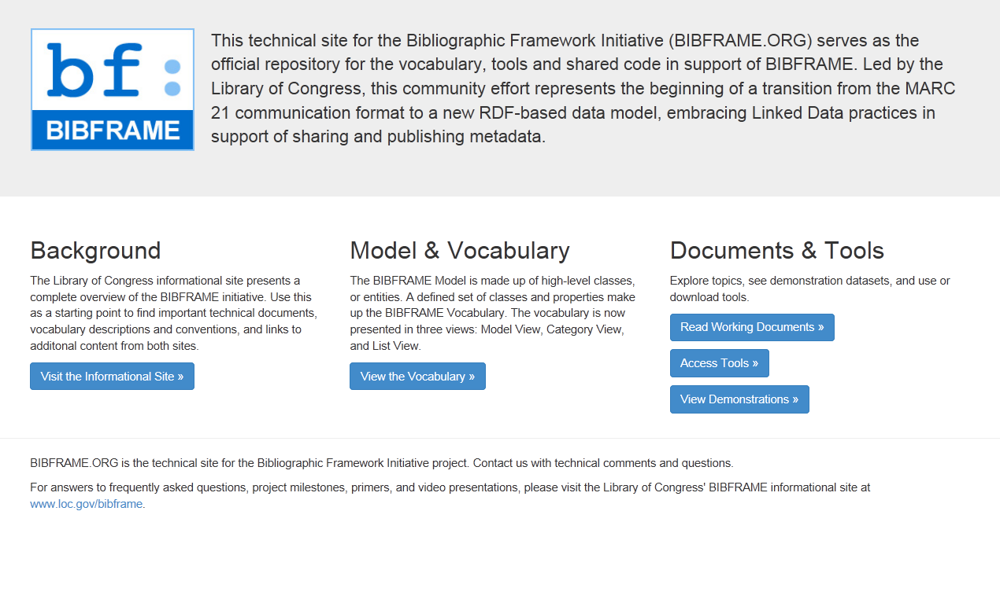 bf:
BIBFRAME
This technical site for the Bibliographic Framework Initiative (BIBFRAME.ORG) serves as the
official repository for the vocabulary, tools and shared code in support of BIBFRAME. Led by the
Library of Congress, this community effort represents the beginning of a transition from the MARC
21 communication format to a new RDF-based data model, embracing Linked Data practices in
support of sharing and publishing metadata.
Background
The Library of Congress informational site presents a
complete overview of the BIBFRAME initiative. Use this
as a starting point to find important technical documents,
vocabulary descriptions and conventions, and links to
additonal content from both sites.
Visit the Informational Site »
Model & Vocabulary
The BIBFRAME Model is made up of high-level classes,
or entities. A defined set of classes and properties make
up the BIBFRAME Vocabulary. The vocabulary is now
presented in three views: Model View, Category View,
and List View.
View the Vocabulary »
Documents & Tools
Explore topics, see demonstration datasets, and use or
download tools.
Read Working Documents »
Access Tools »
View Demonstrations »
BIBFRAME.ORG is the technical site for the Bibliographic Framework Initiative project. Contact us with technical comments and questions.
For answers to frequently asked questions, project milestones, primers, and video presentations, please visit the Library of Congress' BIBFRAME informational site at
www.loc.gov/bibframe.